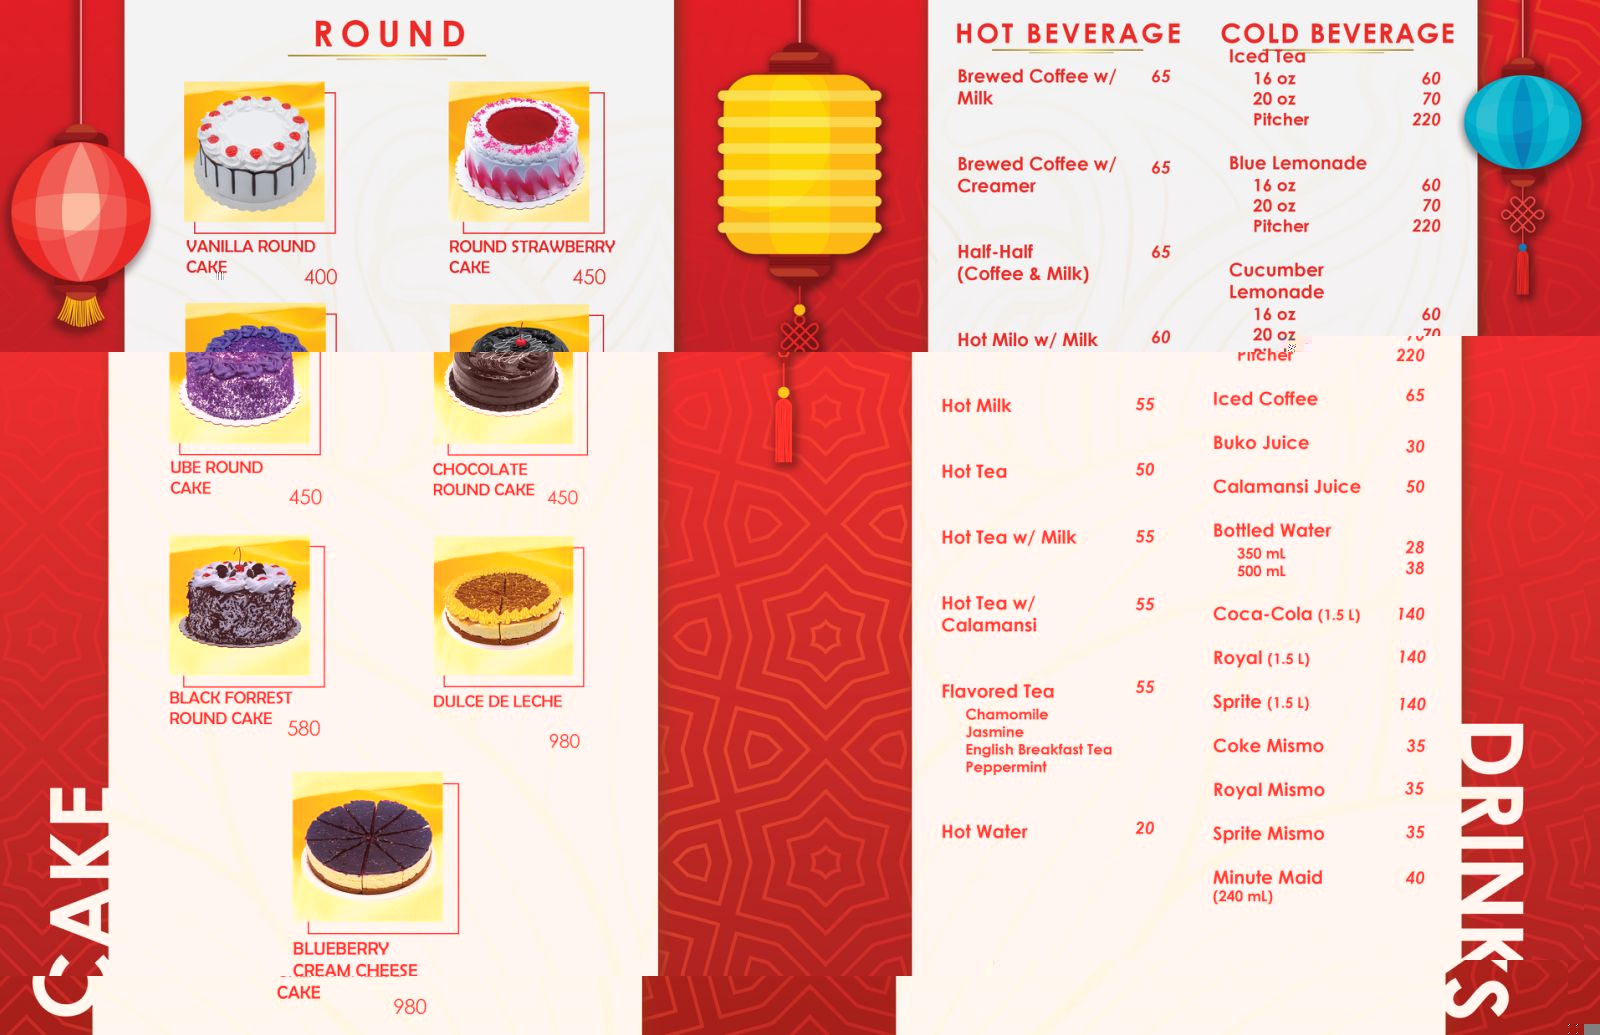 ROUND
VANILLA ROUND
CAKE
400
ROUND STRAWBERRY
CAKE
450
UBE ROUND
CAKE
450
CHOCOLATE
ROUND CAKE
450
BLACK FORREST
ROUND CAKE
580
DULCE DE LECHE
980
BLUEBERRY
CREAM CHEESE
CAKE
980
CAKE
HOT BEVERAGE
Brewed Coffee w/ 65
Milk
Brewed Coffee w/ 65
Creamer
Half-Half 65
(Coffee & Milk)
Hot Milo w/ Milk 60
Hot Milk 55
Hot Tea 50
Hot Tea w/ Milk 55
Hot Tea w/ 55
Calamansi
Flavored Tea 55
Chamomile
Jasmine
English Breakfast Tea
Peppermint
Hot Water 20
COLD BEVERAGE
Iced Tea
16 oz 60
20 oz 70
Pitcher 220
Blue Lemonade
16 oz 60
20 oz 70
Pitcher 220
Cucumber
Lemonade
16 oz 60
20 oz 70
Pitcher 220
Iced Coffee 65
Buko Juice 30
Calamansi Juice 50
Bottled Water
350 mL 28
500 mL 38
Coca-Cola (1.5 L) 140
Royal (1.5 L) 140
Sprite (1.5 L) 140
Coke Mismo 35
Royal Mismo 35
Sprite Mismo 35
Minute Maid 40
(240 mL)
DRINKS